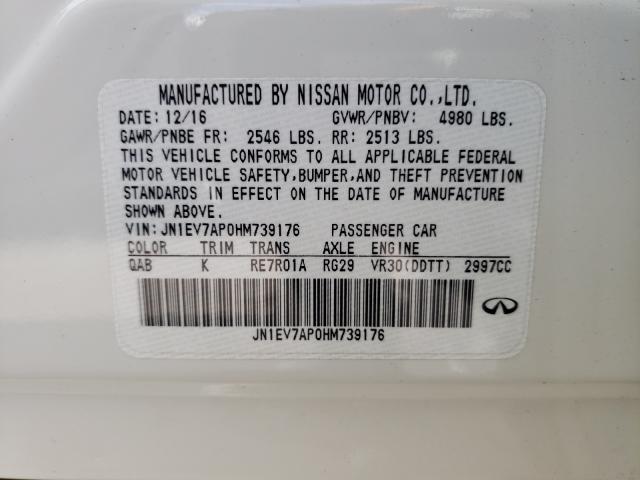 MANUFACTURED BY NISSAN MOTOR CO.,LTD.
DATE: 12/16 GVWR/PNBV: 4980 LBS.
GAWR/PNBE FR: 2546 LBS. RR: 2513 LBS.
THIS VEHICLE CONFORMS TO ALL APPLICABLE FEDERAL
MOTOR VEHICLE SAFETY,BUMPER,AND THEFT PREVENTION
STANDARDS IN EFFECT ON THE DATE OF MANUFACTURE
SHOWN ABOVE.
VIN:JN1EV7AP0HM739176 PASSENGER CAR
COLOR TRIM TRANS AXLE ENGINE
QAB K RE7R01A RG29 VR30(DDTT) 2997CC
JN1EV7AP0HM739176